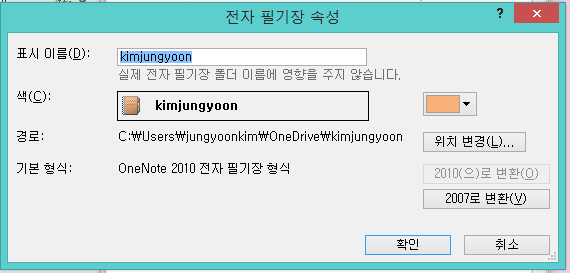 전자 필기장 속성
?
표시 이름(D):
kimjungyoon
실제 전자 필기장 폴더 이름에 영향을 주지 않습니다.
색(C):
kimjungyoon
경로:
C:₩Users₩jungyoonkim₩OneDrive₩kimjungyoon
위치 변경(L)...
기본 형식:
OneNote 2010 전자 필기장 형식
2010(으)로 변환(O)
2007로 변환(V)
확인
취소